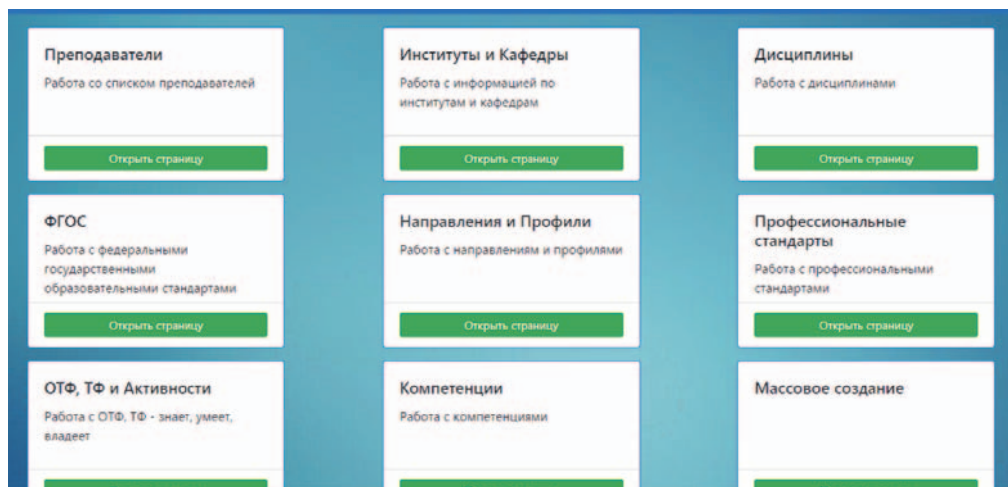 Преподаватели
Работа со списком преподавателей
Открыть страницу
Институты и Кафедры
Работа с информацией по
институтам и кафедрам
Открыть страницу
Дисциплины
Работа с дисциплинами
Открыть страницу
ФГОС
Работа с федеральными
государственными
образовательными стандартами
Открыть страницу
Направления и Профили
Работа с направлениям и профилями
Открыть страницу
Профессиональные
стандарты
Работа с профессиональными
стандартами
Открыть страницу
ОТФ, ТФ и Активности
Работа с ОТФ, ТФ - знает, умеет,
владеет
Компетенции
Работа с компетенциями
Массовое создание